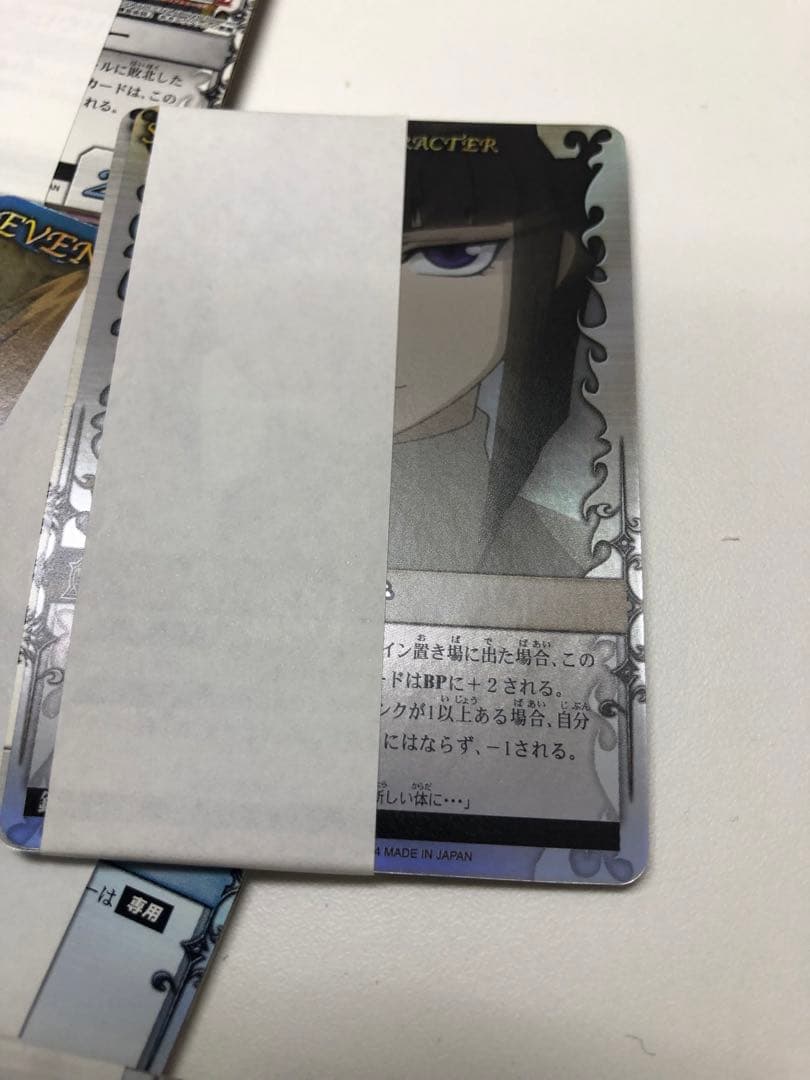 ルに敗北した
カードは、この
れる。
2
EVEN
S
RACTER
イン置き場に出た場合、この
ードはBPに＋2される。
ンクが1以上ある場合、自分
にはならず、－1される。
新しい体に･･･」
4 MADE IN JAPAN
ーは 専用